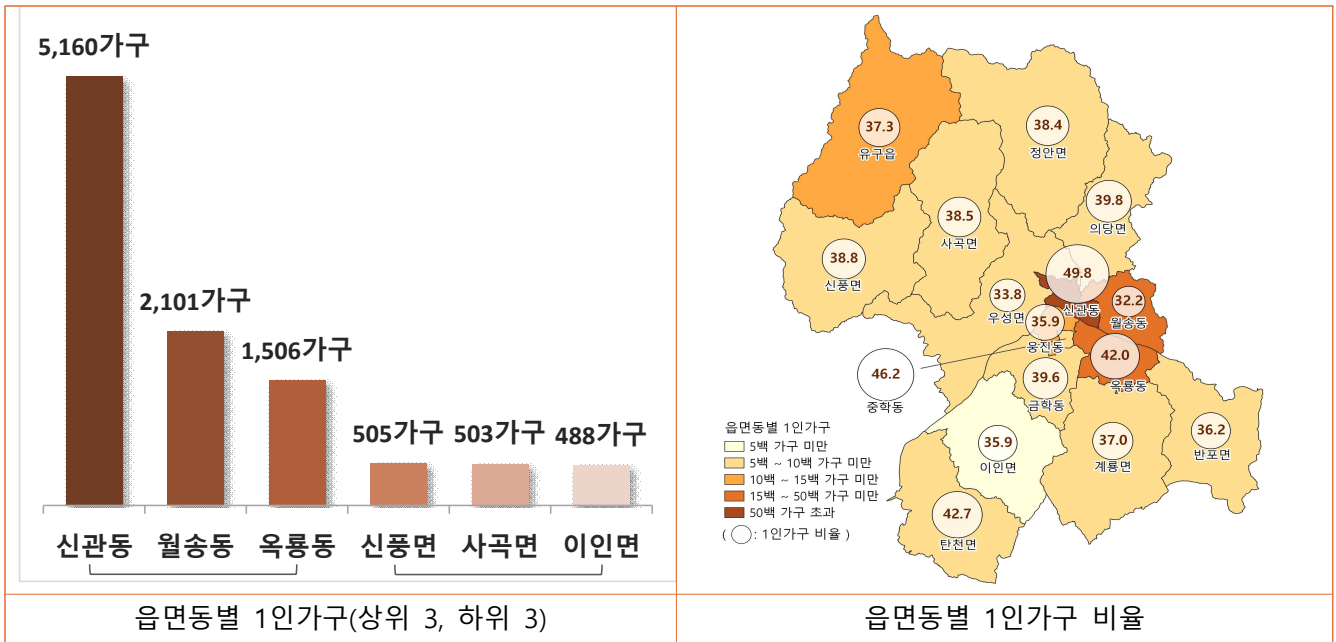 5,160가구
2,101가구
1,506가구
505가구
503가구
488가구
신관동
월송동
옥룡동
신풍면
사곡면
이인면
읍면동별 1인가구(상위 3, 하위 3)
37.3
유구읍
38.4
정안면
39.8
의당면
38.5
사곡면
38.8
신풍면
49.8
신관동
33.8
우성면
32.2
월송동
35.9
웅진동
42.0
옥룡동
46.2
중학동
39.6
금학동
36.2
반포면
37.0
계룡면
35.9
이인면
42.7
탄천면
읍면동별 1인가구
5백 가구 미만
5백 ~ 10백 가구 미만
10백 ~ 15백 가구 미만
15백 ~ 50백 가구 미만
50백 가구 초과
( ◯: 1인가구 비율 )
읍면동별 1인가구 비율